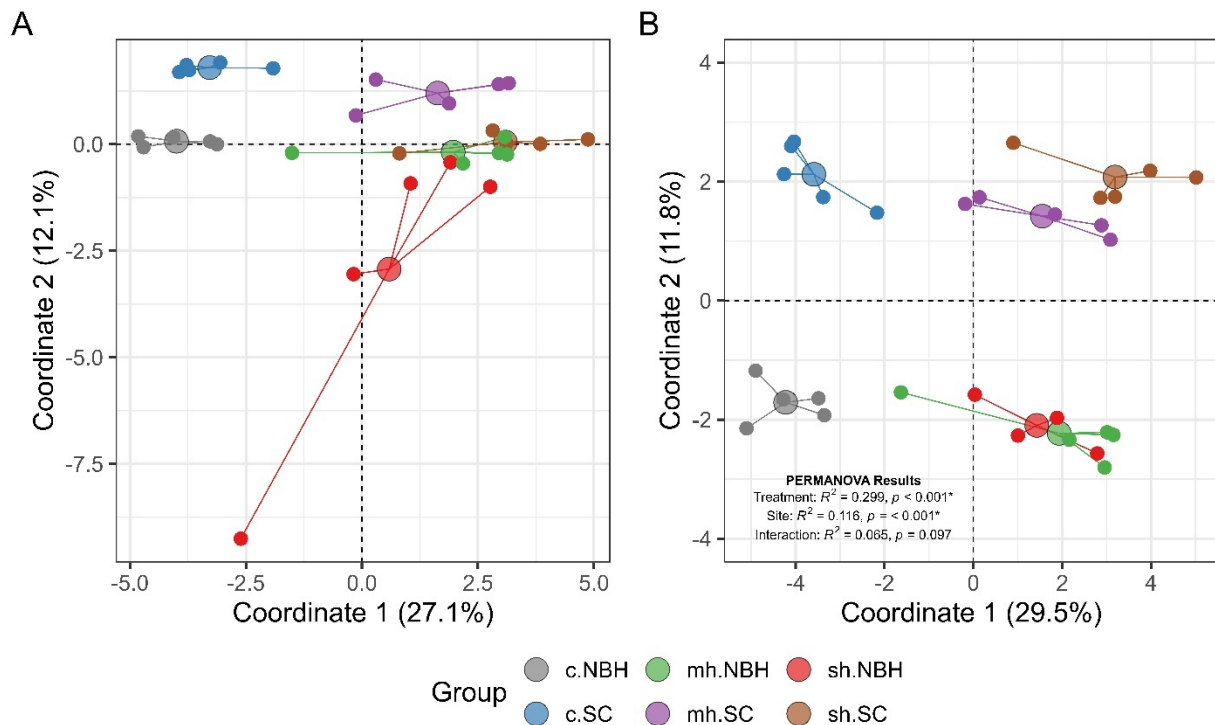 A
B
0.0
-2.5
-5.0
-7.5
-5.0
-2.5
0.0
2.5
5.0
Coordinate 1 (27.1%)
Coordinate 2 (12.1%)
4
2
0
-2
-4
-4
-2
0
2
4
Coordinate 1 (29.5%)
Coordinate 2 (11.8%)
PERMANOVA Results
Treatment: R² = 0.299, p < 0.001*
Site: R² = 0.116, p = < 0.001*
Interaction: R² = 0.065, p = 0.097
Group
c.NBH
mh.NBH
sh.NBH
c.SC
mh.SC
sh.SC